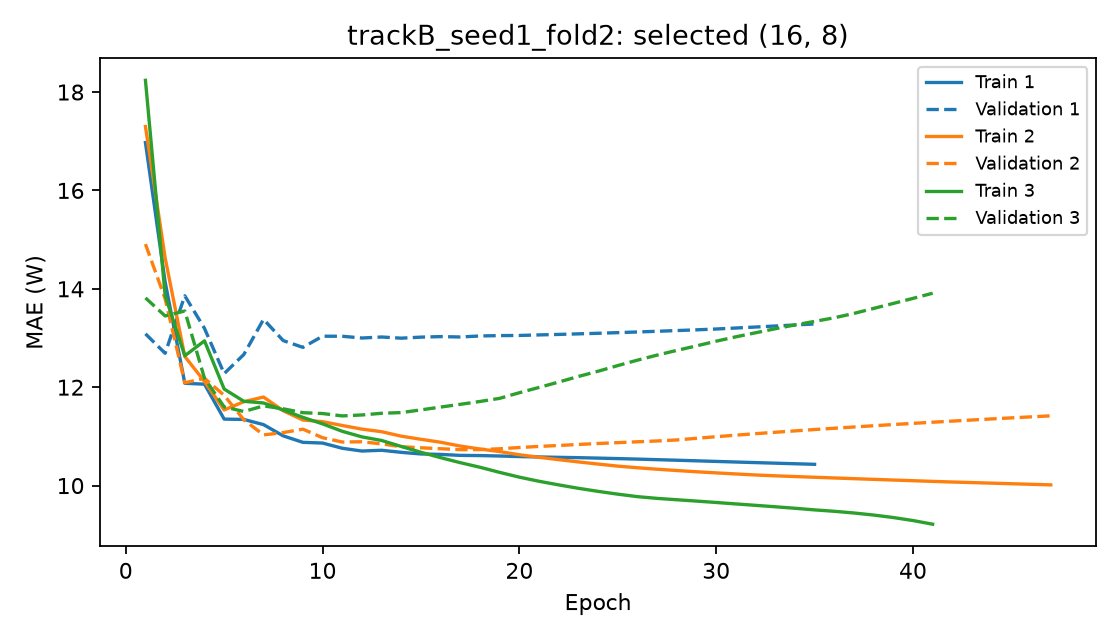 trackB_seed1_fold2: selected (16, 8)
MAE (W)
18
16
14
12
10
Train 1
Validation 1
Train 2
Validation 2
Train 3
Validation 3
0 10 20 30 40
Epoch